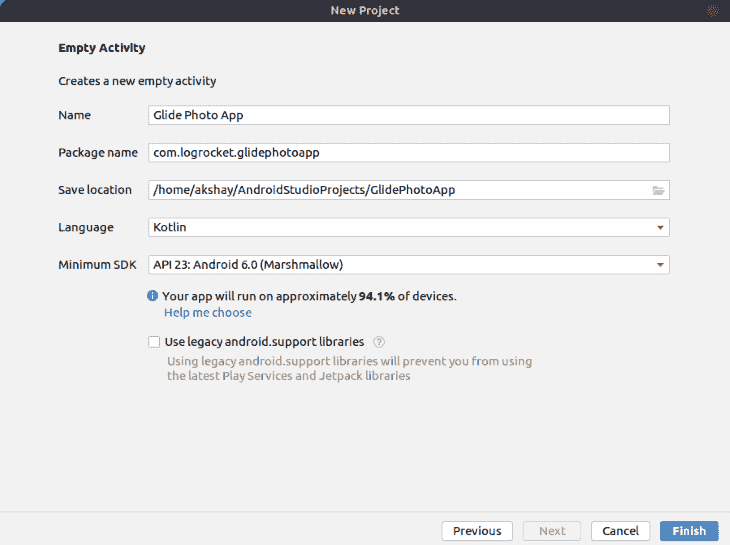 New Project
Empty Activity
Creates a new empty activity
Name Glide Photo App
Package name com.logrocket.glidephotoapp
Save location /home/akshay/AndroidStudioProjects/GlidePhotoApp
Language Kotlin
Minimum SDK API 23: Android 6.0 (Marshmallow)
Your app will run on approximately 94.1% of devices.
Help me choose
Use legacy android.support libraries ?
Using legacy android.support libraries will prevent you from using
the latest Play Services and Jetpack libraries
Previous Next Cancel Finish